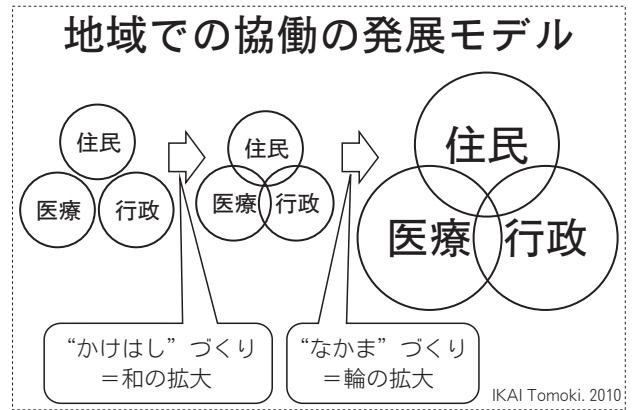 地域での協働の発展モデル
住民
医療
行政
住民
医療
行政
住民
医療
行政
“かけはし”づくり
＝和の拡大
“なかま”づくり
＝輪の拡大
IKAI Tomoki. 2010